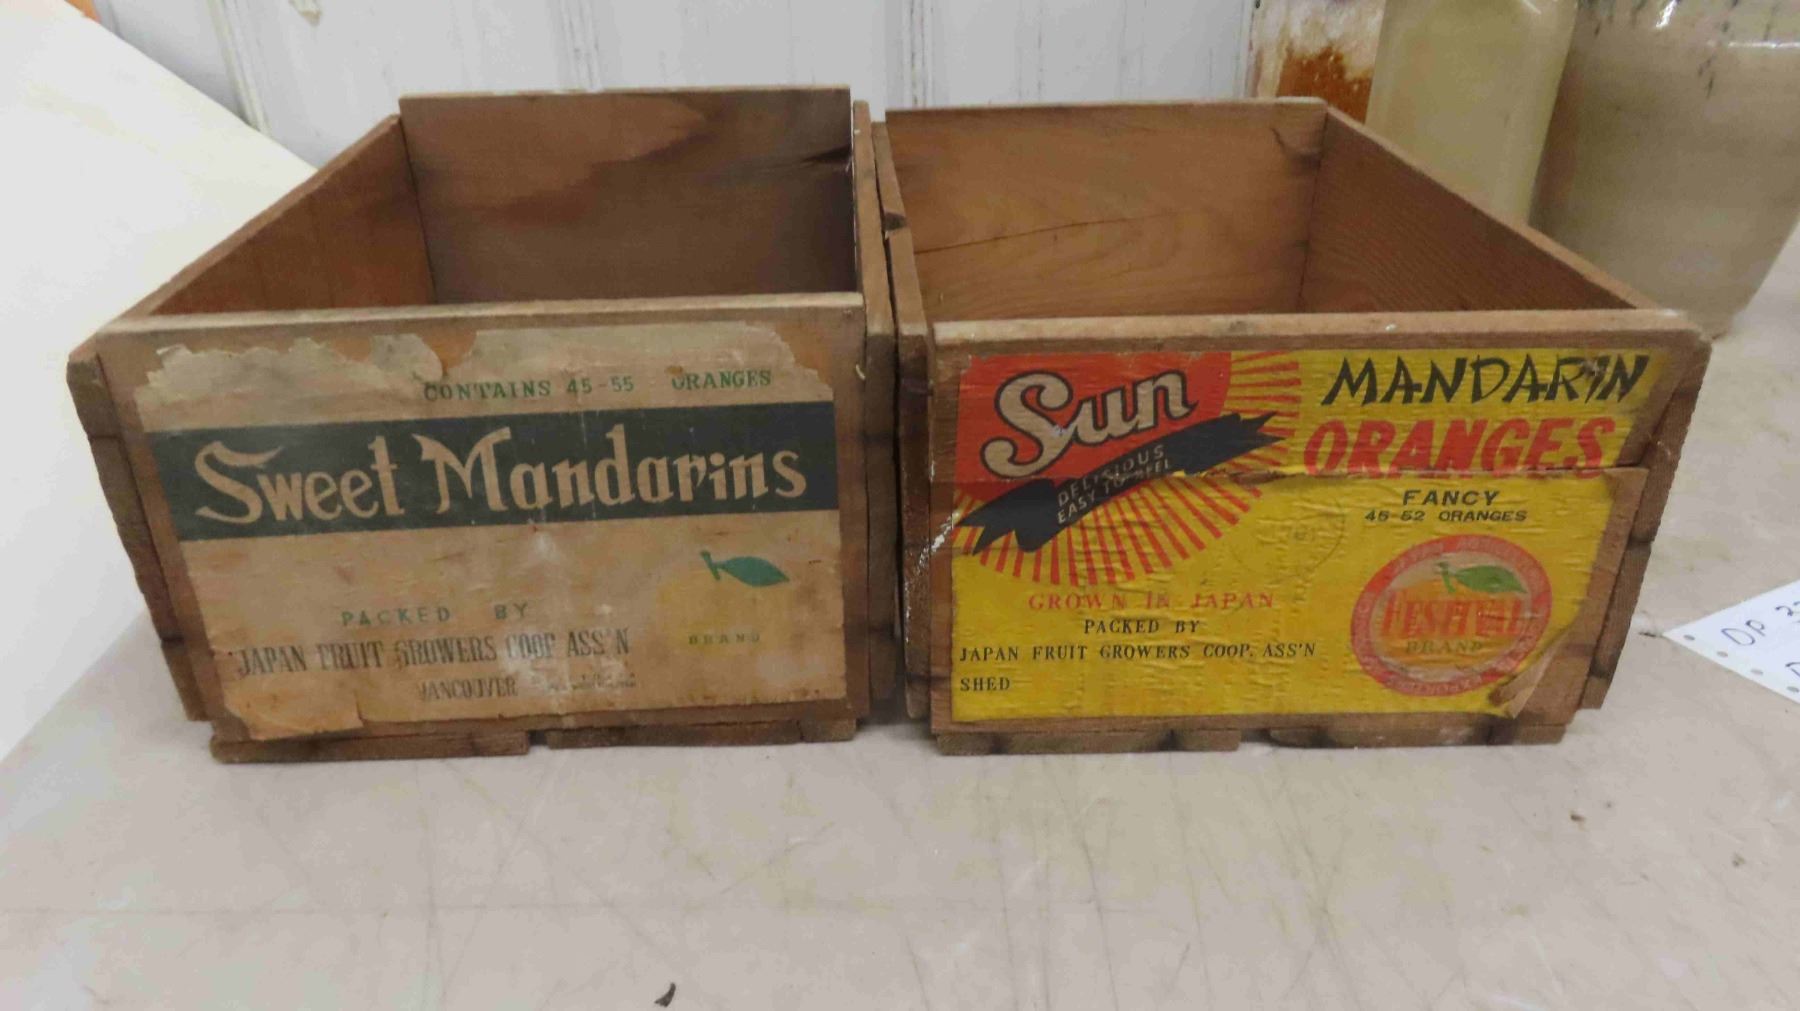 CONTAINS 45-55 ORANGES
Sweet Mandarins
PACKED BY
JAPAN FRUIT GROWERS COOP ASS'N
VANCOUVER
BRAND
Sun
DELICIOUS
EASY TO PEEL
MANDARIN
ORANGES
FANCY
45-52 ORANGES
GROWN IN JAPAN
PACKED BY
JAPAN FRUIT GROWERS COOP. ASS'N
SHED
FESTIVAL
BRAND
DP